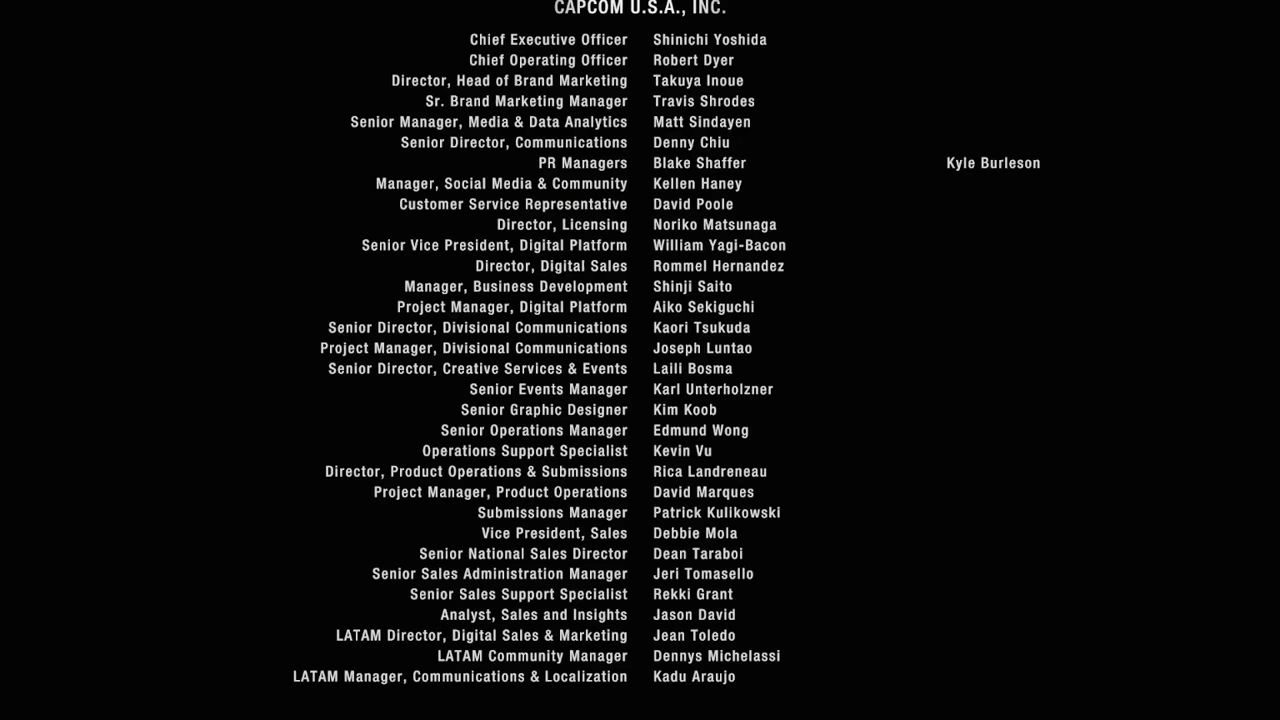 CAPCOM U.S.A., INC.
Chief Executive Officer Shinichi Yoshida
Chief Operating Officer Robert Dyer
Director, Head of Brand Marketing Takuya Inoue
Sr. Brand Marketing Manager Travis Shrodes
Senior Manager, Media & Data Analytics Matt Sindayen
Senior Director, Communications Denny Chiu
PR Managers Blake Shaffer Kyle Burleson
Manager, Social Media & Community Kellen Haney
Customer Service Representative David Poole
Director, Licensing Noriko Matsunaga
Senior Vice President, Digital Platform William Yagi-Bacon
Director, Digital Sales Rommel Hernandez
Manager, Business Development Shinji Saito
Project Manager, Digital Platform Aiko Sekiguchi
Senior Director, Divisional Communications Kaori Tsukuda
Project Manager, Divisional Communications Joseph Luntao
Senior Director, Creative Services & Events Laili Bosma
Senior Events Manager Karl Unterholzner
Senior Graphic Designer Kim Koob
Senior Operations Manager Edmund Wong
Operations Support Specialist Kevin Vu
Director, Product Operations & Submissions Rica Landreneau
Project Manager, Product Operations David Marques
Submissions Manager Patrick Kulikowski
Vice President, Sales Debbie Mola
Senior National Sales Director Dean Taraboi
Senior Sales Administration Manager Jeri Tomasello
Senior Sales Support Specialist Rekki Grant
Analyst, Sales and Insights Jason David
LATAM Director, Digital Sales & Marketing Jean Toledo
LATAM Community Manager Dennys Michelassi
LATAM Manager, Communications & Localization Kadu Araujo